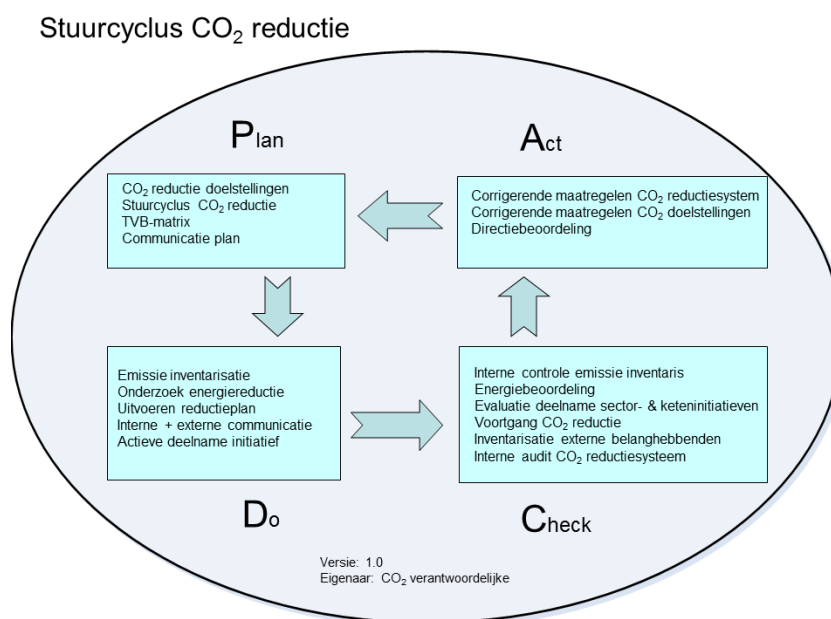 Stuurcyclus CO₂ reductie
Plan
CO₂ reductie doelstellingen
Stuurcyclus CO₂ reductie
TVB-matrix
Communicatie plan
Act
Corrigerende maatregelen CO₂ reductiesystem
Corrigerende maatregelen CO₂ doelstellingen
Directiebeoordeling
Emissie inventarisatie
Onderzoek energiereductie
Uitvoeren reductieplan
Interne + externe communicatie
Actieve deelname initiatief
Do
Interne controle emissie inventaris
Energiebeoordeling
Evaluatie deelname sector- & keteninitiatieven
Voortgang CO₂ reductie
Inventarisatie externe belanghebbenden
Interne audit CO₂ reductiesysteem
Check
Versie: 1.0
Eigenaar: CO₂ verantwoordelijke